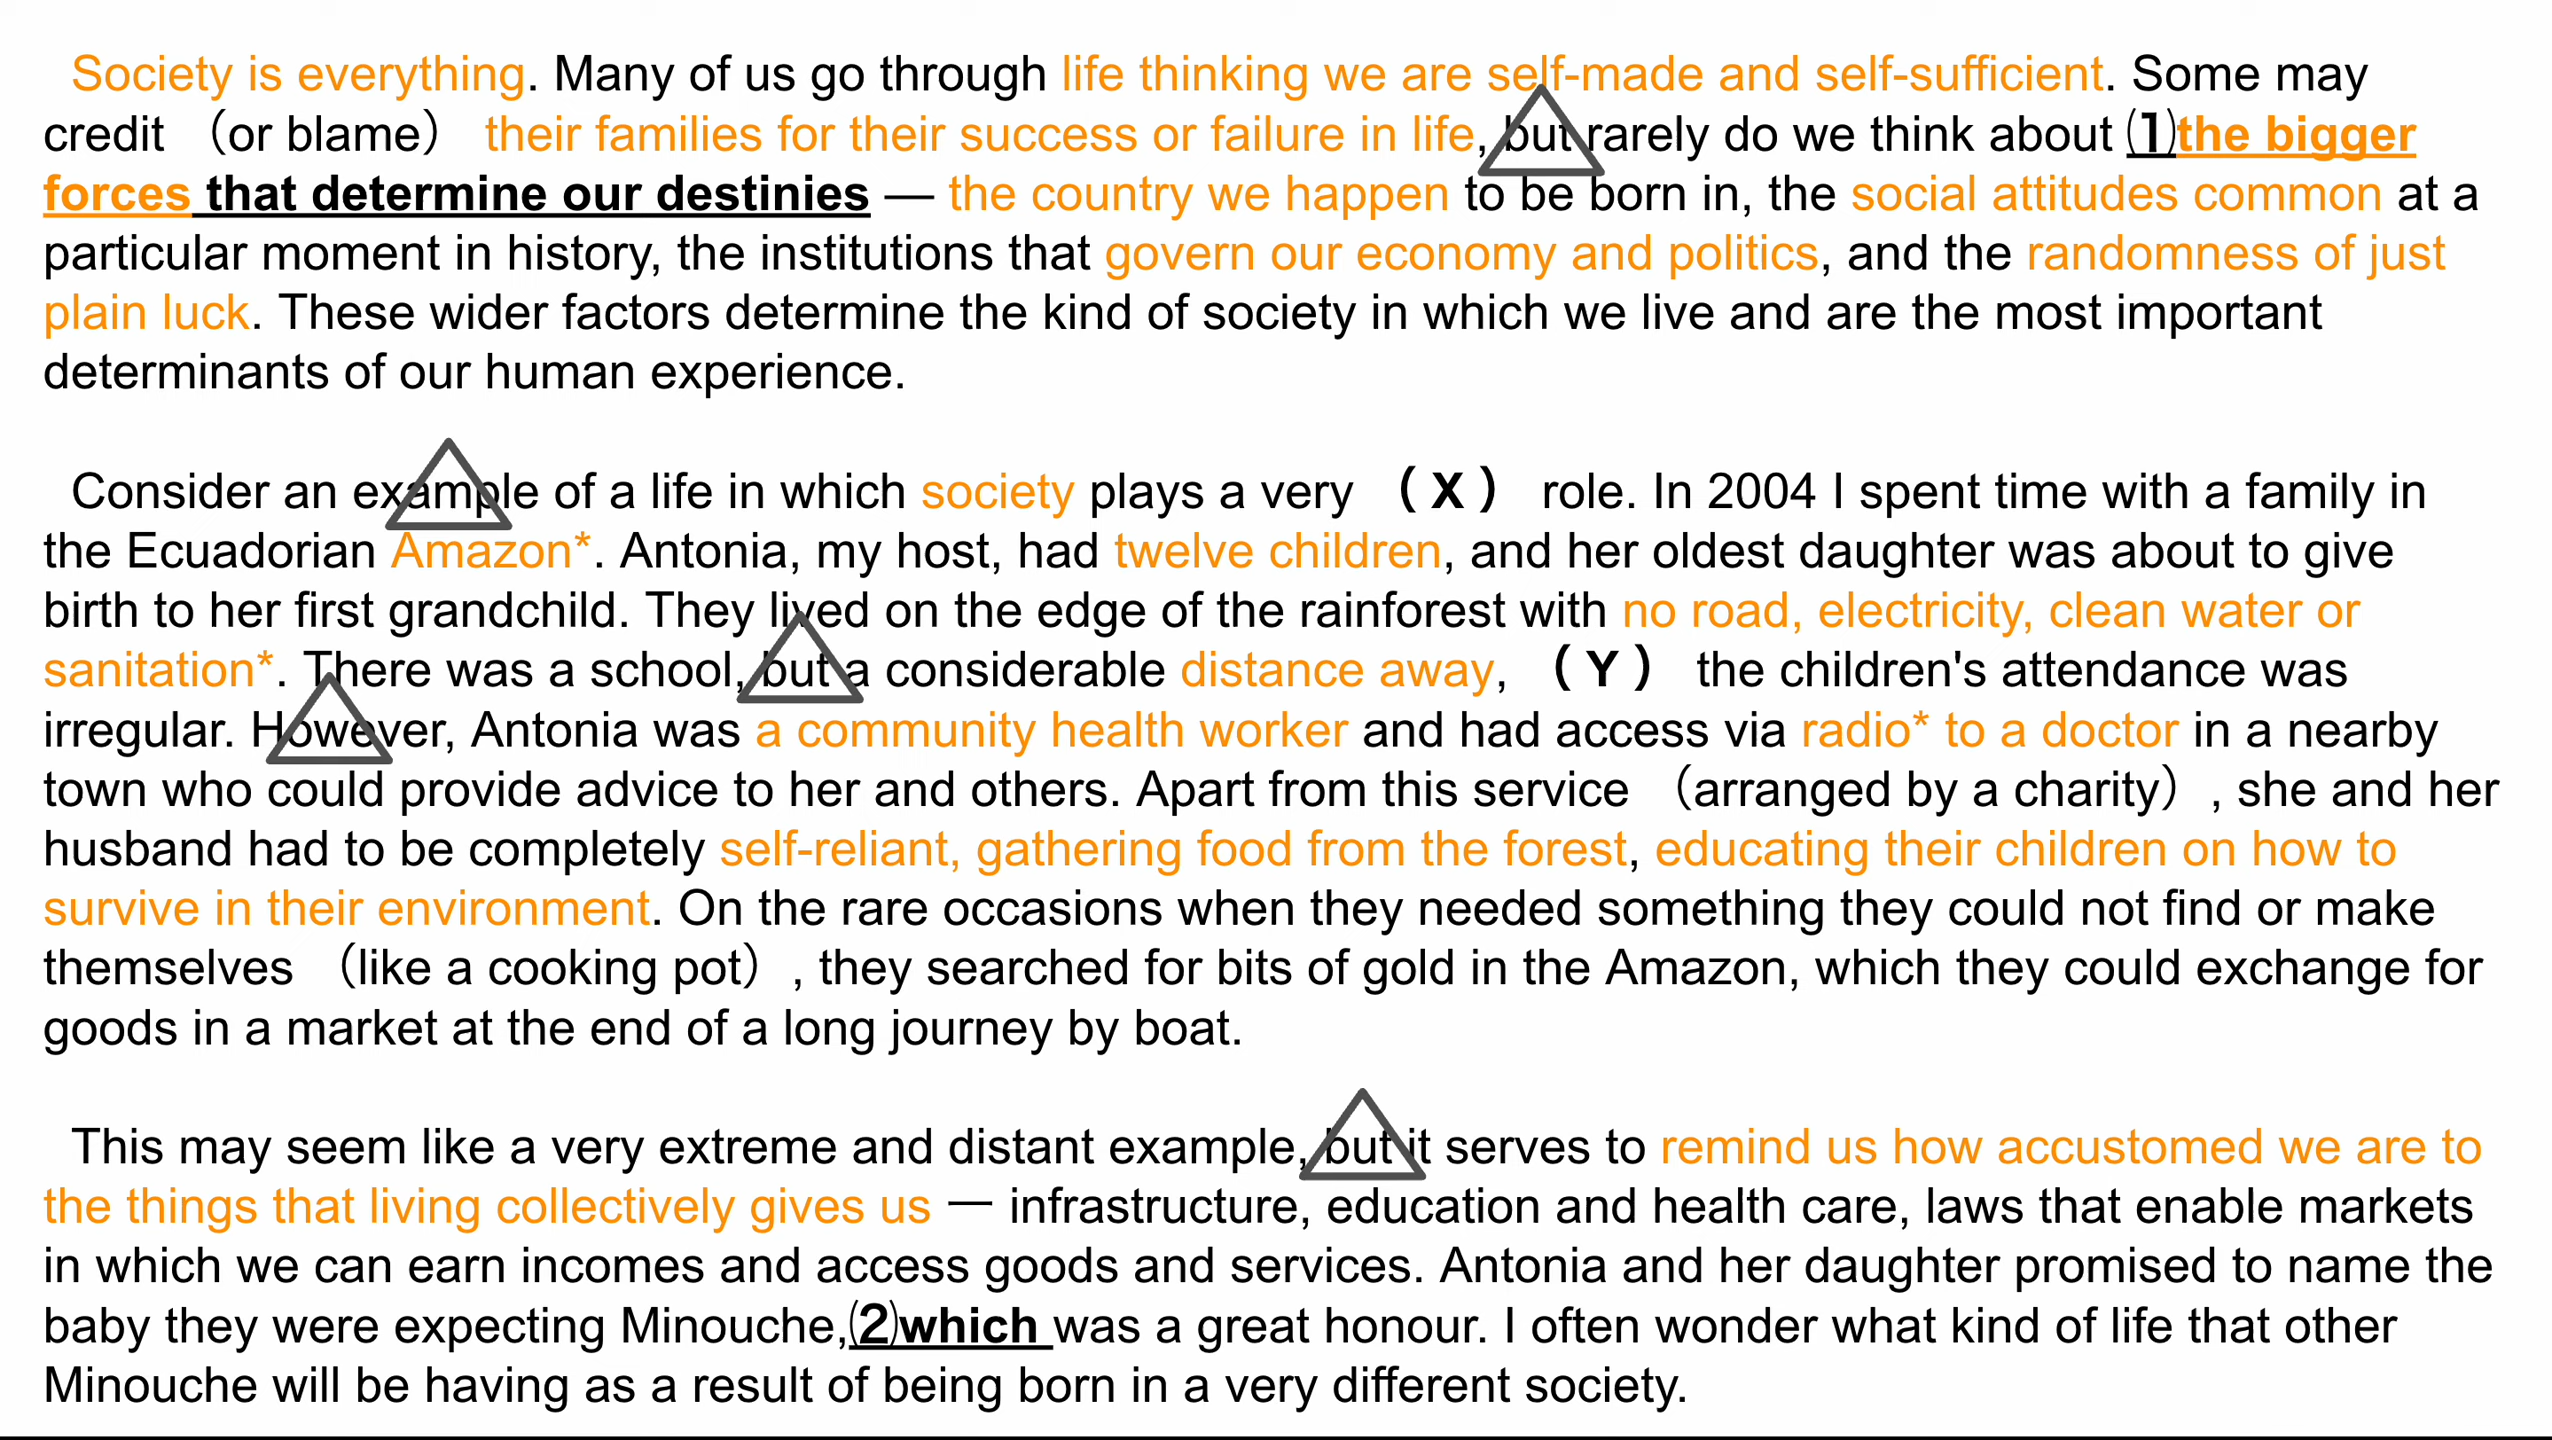 Society is everything. Many of us go through life thinking we are self-made and self-sufficient. Some may
credit （or blame） their families for their success or failure in life, but rarely do we think about (1)the bigger
forces that determine our destinies — the country we happen to be born in, the social attitudes common at a
particular moment in history, the institutions that govern our economy and politics, and the randomness of just
plain luck. These wider factors determine the kind of society in which we live and are the most important
determinants of our human experience.
Consider an example of a life in which society plays a very （X） role. In 2004 I spent time with a family in
the Ecuadorian Amazon*. Antonia, my host, had twelve children, and her oldest daughter was about to give
birth to her first grandchild. They lived on the edge of the rainforest with no road, electricity, clean water or
sanitation*. There was a school, but a considerable distance away, （Y） the children's attendance was
irregular. However, Antonia was a community health worker and had access via radio* to a doctor in a nearby
town who could provide advice to her and others. Apart from this service （arranged by a charity）, she and her
husband had to be completely self-reliant, gathering food from the forest, educating their children on how to
survive in their environment. On the rare occasions when they needed something they could not find or make
themselves （like a cooking pot）, they searched for bits of gold in the Amazon, which they could exchange for
goods in a market at the end of a long journey by boat.
This may seem like a very extreme and distant example, but it serves to remind us how accustomed we are to
the things that living collectively gives us — infrastructure, education and health care, laws that enable markets
in which we can earn incomes and access goods and services. Antonia and her daughter promised to name the
baby they were expecting Minouche,(2)which was a great honour. I often wonder what kind of life that other
Minouche will be having as a result of being born in a very different society.